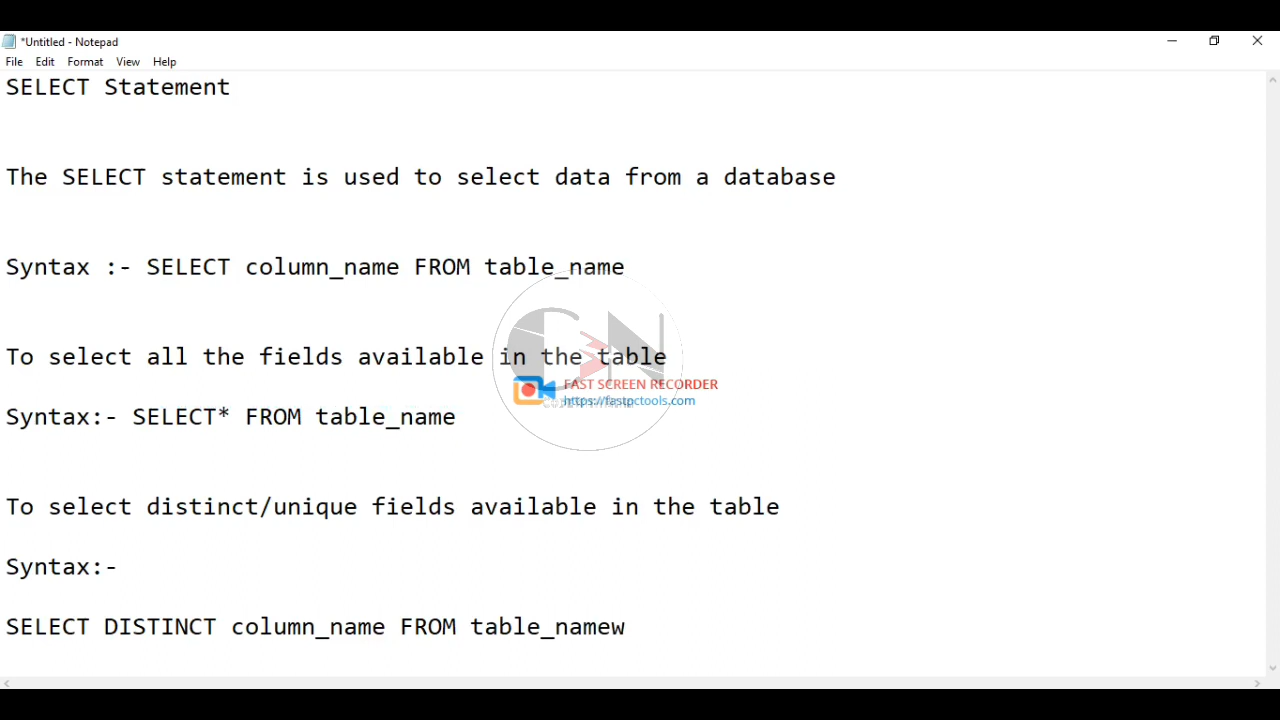 *Untitled - Notepad
File Edit Format View Help
SELECT Statement
The SELECT statement is used to select data from a database
Syntax :- SELECT column_name FROM table_name
To select all the fields available in the table
FAST SCREEN RECORDER
https://fastpctools.com
Syntax:- SELECT* FROM table_name
To select distinct/unique fields available in the table
Syntax:-
SELECT DISTINCT column_name FROM table_namew